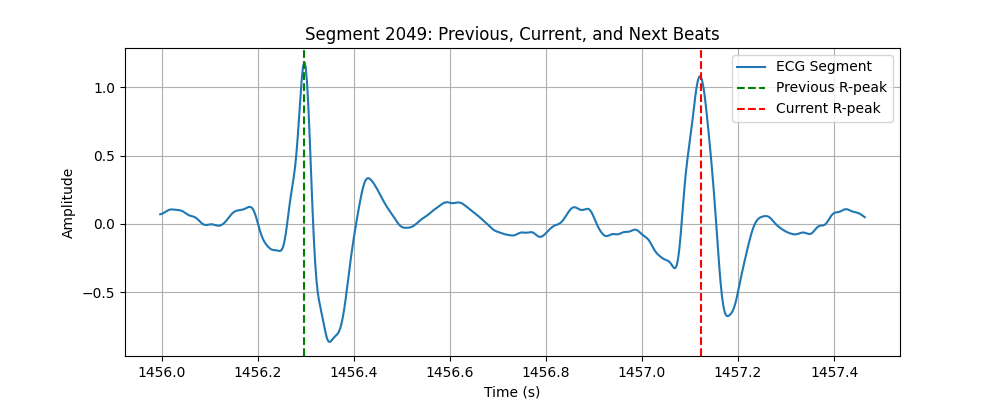 Segment 2049: Previous, Current, and Next Beats
ECG Segment
Previous R-peak
Current R-peak
Amplitude
1.0
0.5
0.0
−0.5
1456.0 1456.2 1456.4 1456.6 1456.8 1457.0 1457.2 1457.4
Time (s)